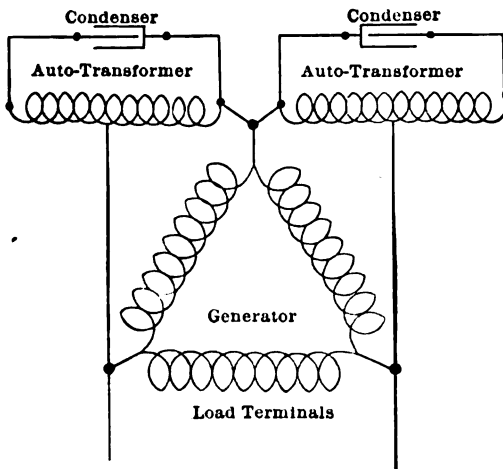 Condenser
Condenser
Auto-Transformer
Auto-Transformer
Generator
Load Terminals